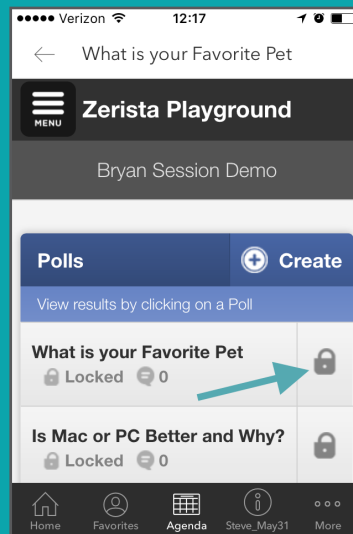 Verizon 12:17
What is your Favorite Pet
MENU Zerista Playground
Bryan Session Demo
Polls Create
View results by clicking on a Poll
What is your Favorite Pet
Locked 0
Is Mac or PC Better and Why?
Locked 0
Home Favorites Agenda Steve_May31 More